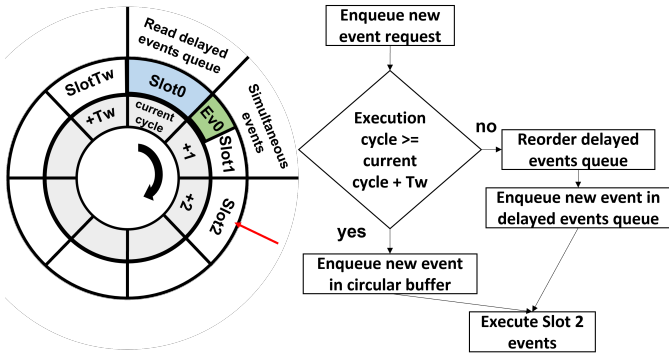 Read delayed
events queue
Simultaneous
events
SlotTw
Slot0
Ev0
Slot1
Slot2
+Tw
current
cycle
+1
+2
Enqueue new
event request
Execution
cycle >=
current
cycle + Tw
no
yes
Reorder delayed
events queue
Enqueue new event in
delayed events queue
Enqueue new event
in circular buffer
Execute Slot 2
events